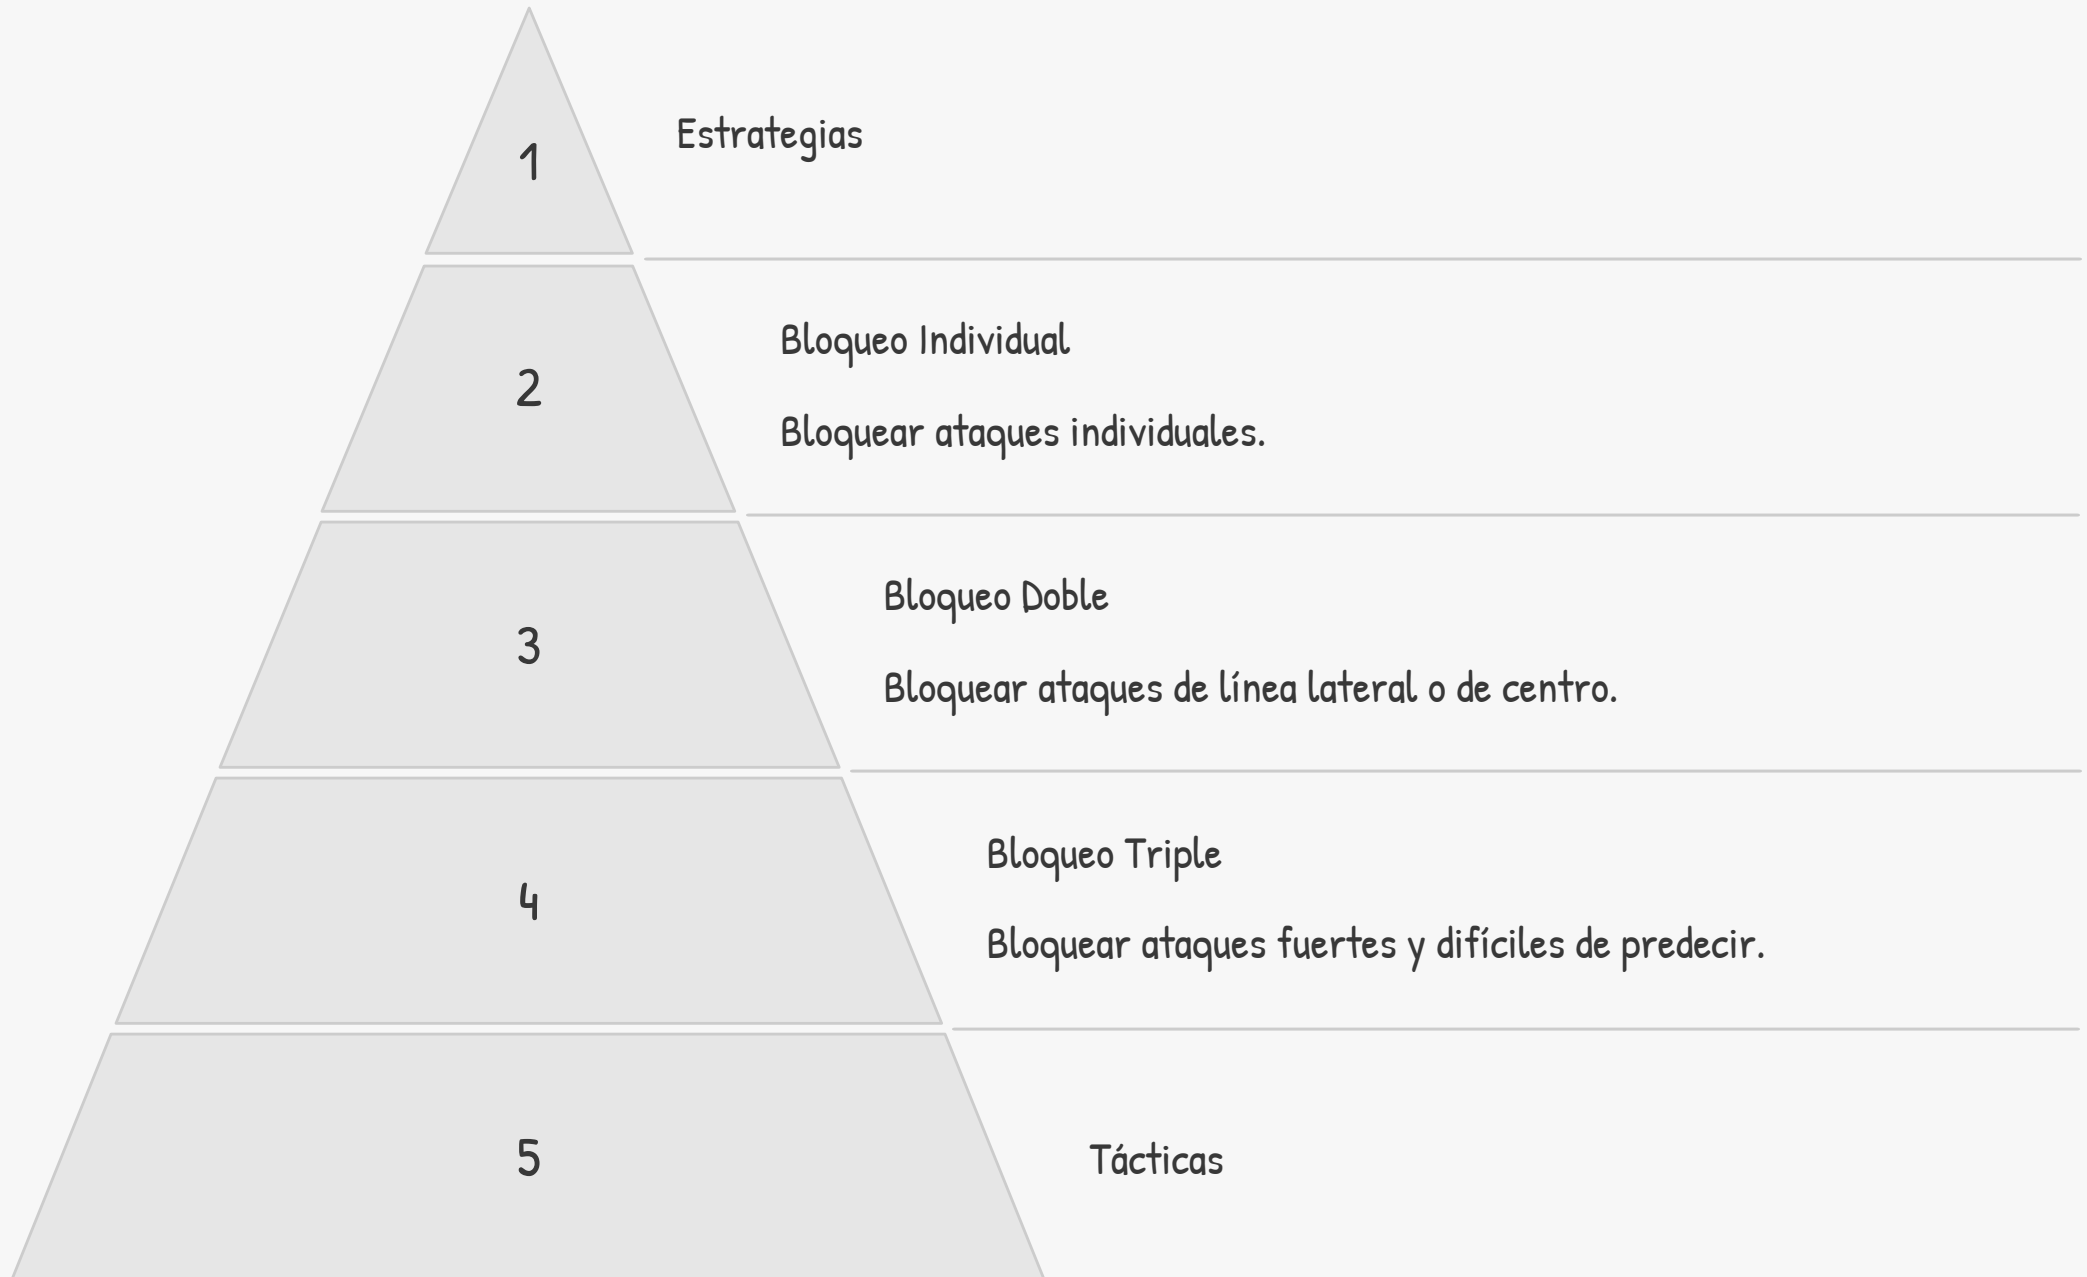 1
Estrategias
2
Bloqueo Individual
Bloquear ataques individuales.
3
Bloqueo Doble
Bloquear ataques de línea lateral o de centro.
4
Bloqueo Triple
Bloquear ataques fuertes y difíciles de predecir.
5
Tácticas